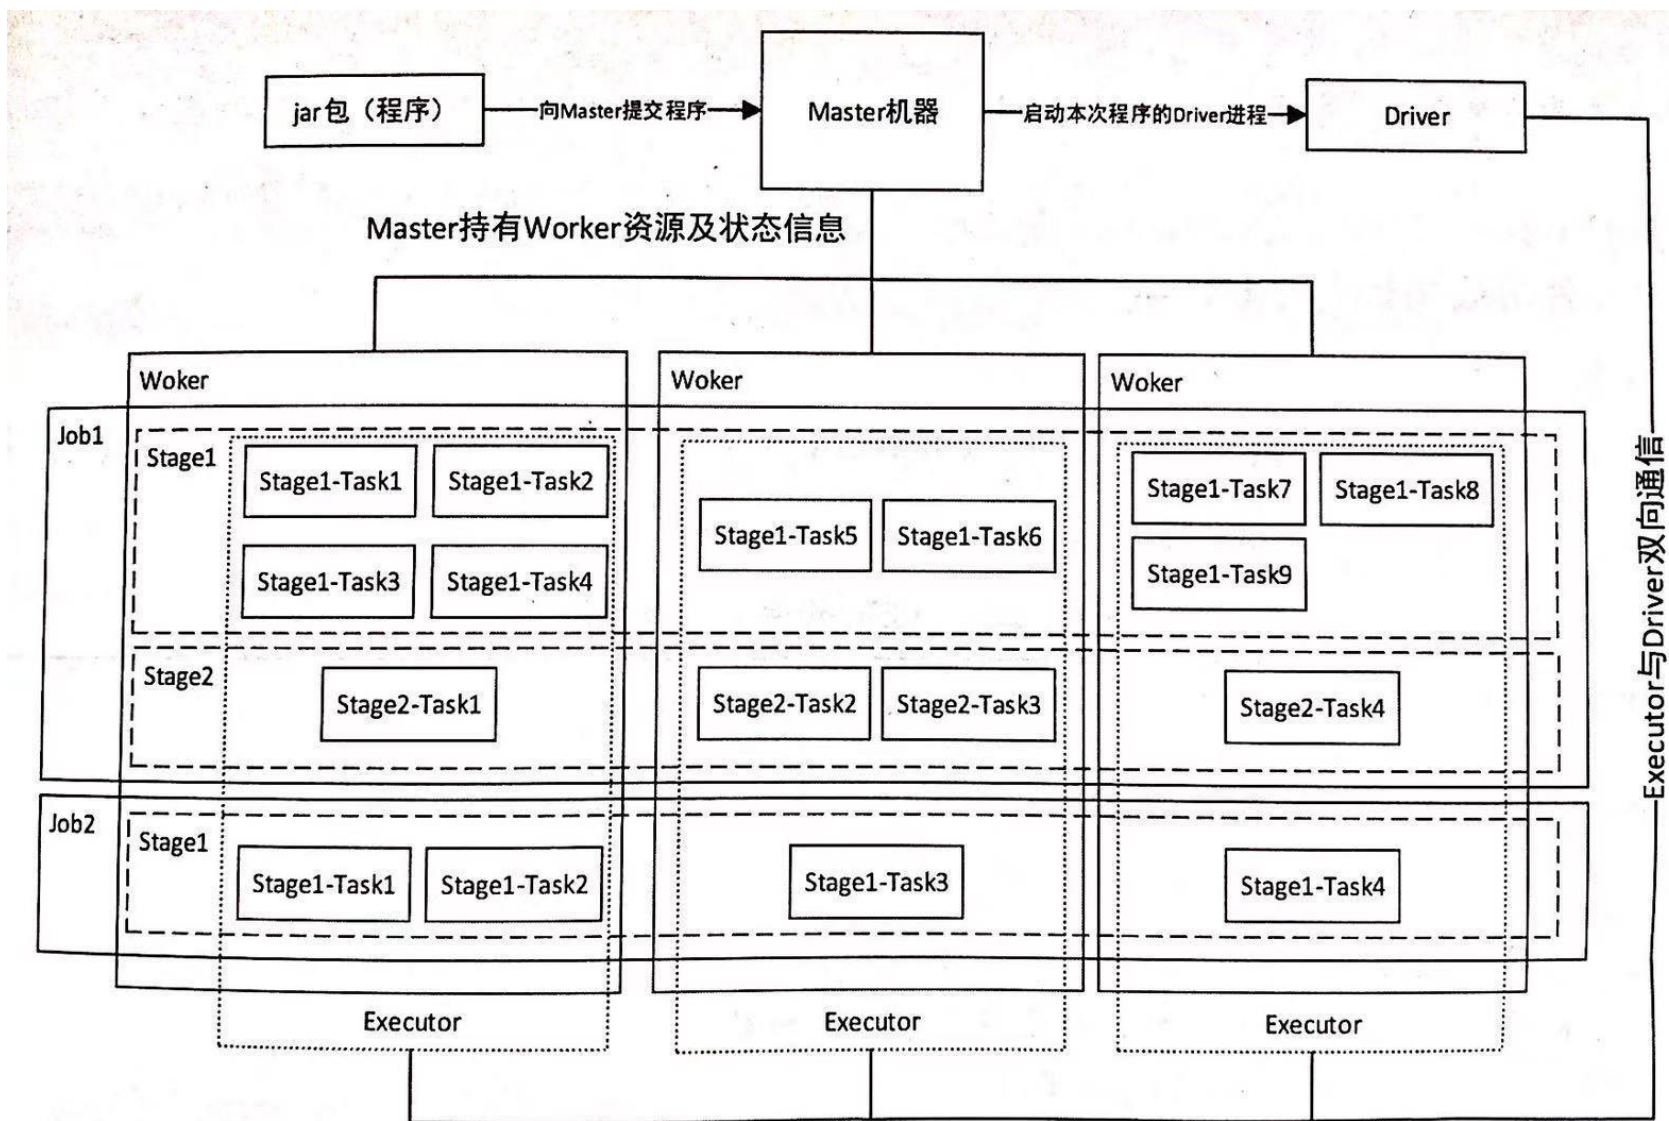 jar包（程序）
向Master提交程序
Master机器
启动本次程序的Driver进程
Driver
Master持有Worker资源及状态信息
Woker
Woker
Woker
Job1
Stage1
Stage1-Task1
Stage1-Task2
Stage1-Task3
Stage1-Task4
Stage1-Task5
Stage1-Task6
Stage1-Task7
Stage1-Task8
Stage1-Task9
Stage2
Stage2-Task1
Stage2-Task2
Stage2-Task3
Stage2-Task4
Job2
Stage1
Stage1-Task1
Stage1-Task2
Stage1-Task3
Stage1-Task4
Executor
Executor
Executor
Executor与Driver双向通信